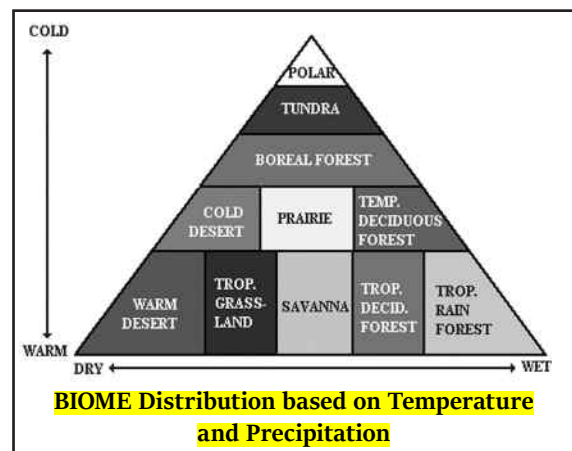 COLD
POLAR
TUNDRA
BOREAL FOREST
COLD
DESERT
PRAIRIE
TEMP.
DECIDUOUS
FOREST
WARM
DESERT
TROP.
GRASS-
LAND
SAVANNA
TROP.
DECID.
FOREST
TROP.
RAIN
FOREST
WARM
DRY
WET
BIOME Distribution based on Temperature
and Precipitation